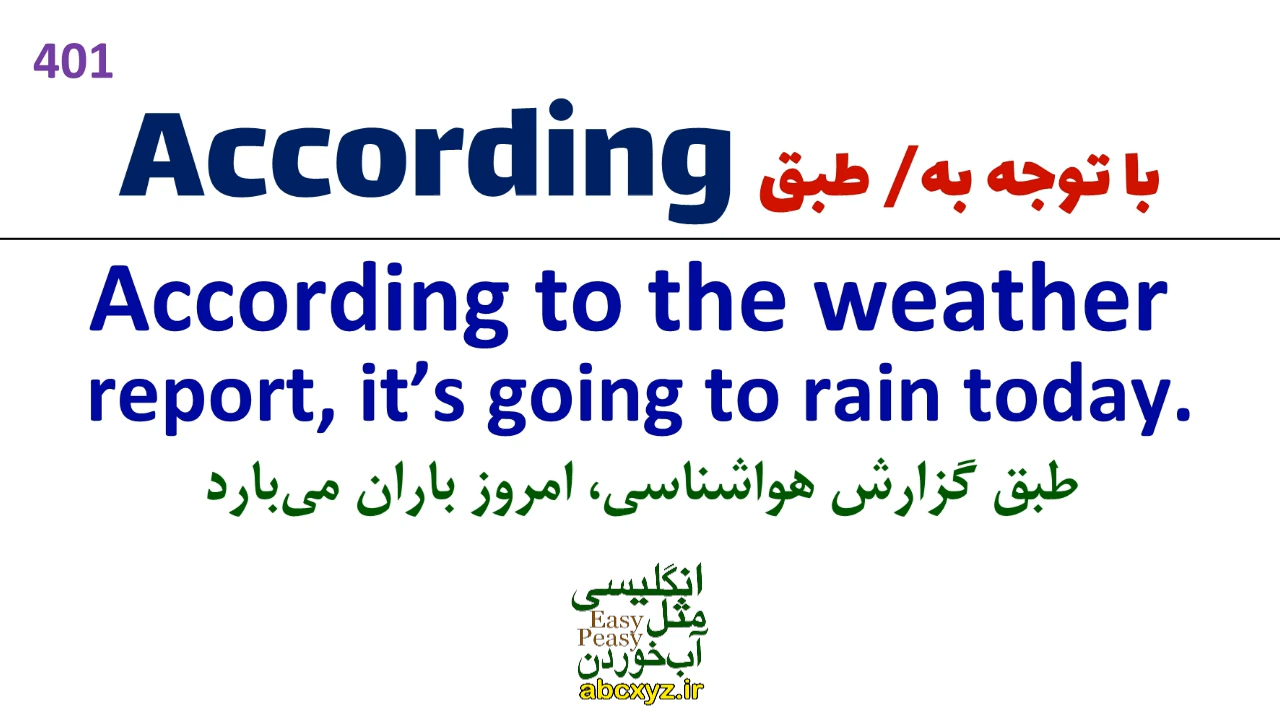 401
According با توجه به/ طبق
According to the weather
report, it’s going to rain today.
طبق گزارش هواشناسی، امروز باران می‌بارد
انگلیسی
مثل
Easy
Peasy
آب‌خوردن
abcxyz.ir